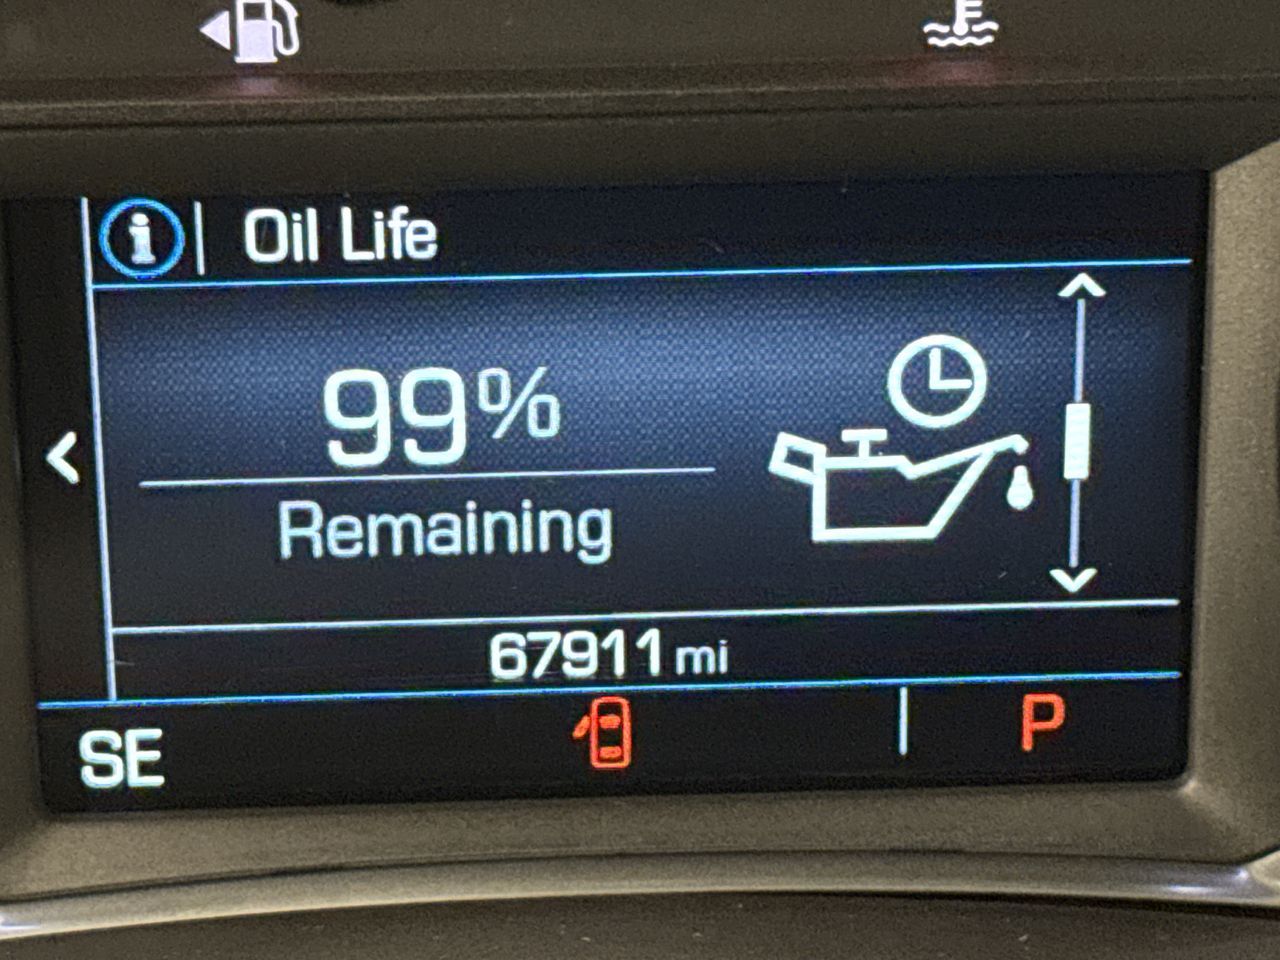 Oil Life
99%
Remaining
67911 mi
SE
P